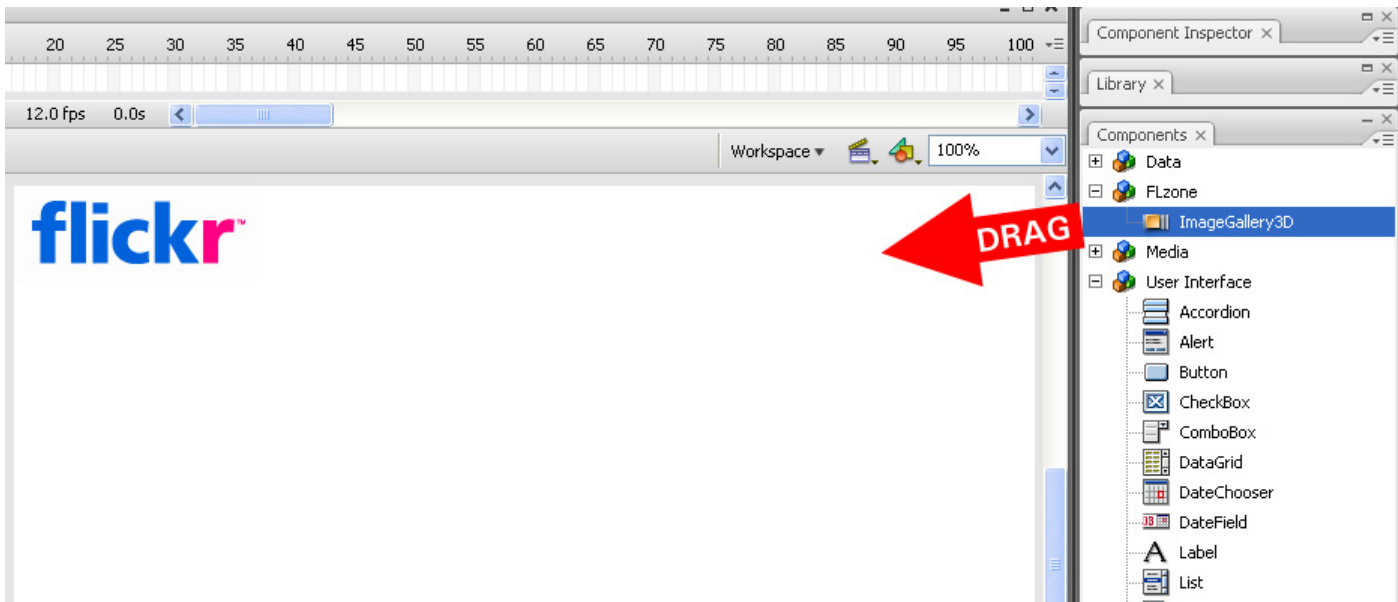 20 25 30 35 40 45 50 55 60 65 70 75 80 85 90 95 100
12.0 fps 0.0s
Workspace 100%
flickr™
DRAG
Component Inspector
Library
Components
Data
FLzone
ImageGallery3D
Media
User Interface
Accordion
Alert
Button
CheckBox
ComboBox
DataGrid
DateChooser
DateField
Label
List